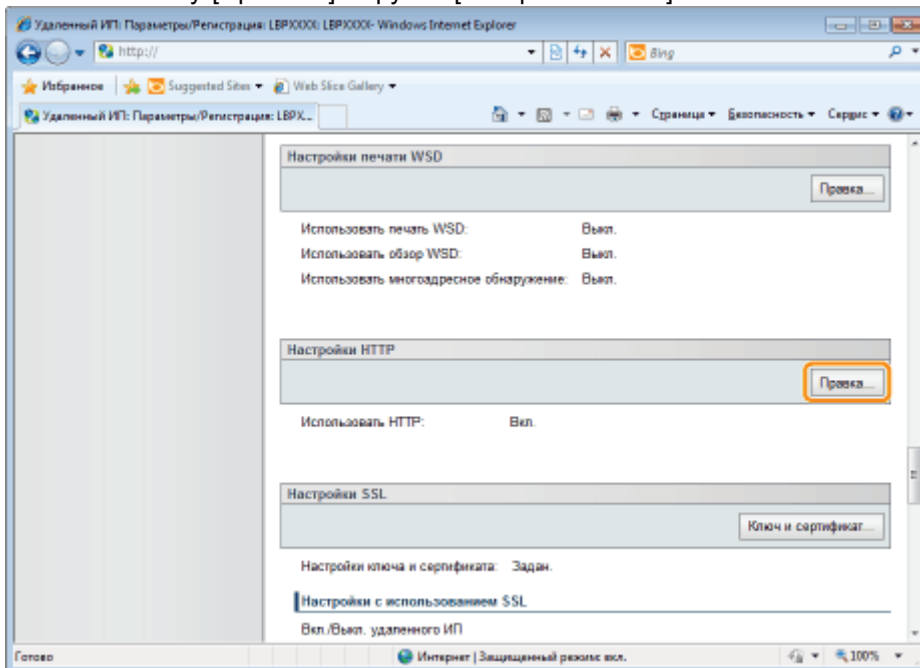 Удаленный ИП: Параметры/Регистрация: LBPXXXX: LBPXXXX- Windows Internet Explorer
http://
Bing
Избранное Suggested Sites Web Slice Gallery
Удаленный ИП: Параметры/Регистрация: LBPX... Страница Безопасность Сервис
Настройки печати WSD
Правка...
Использовать печать WSD: Выкл.
Использовать обзор WSD: Выкл.
Использовать многоадресное обнаружение: Выкл.
Настройки HTTP
Правка...
Использовать HTTP: Вкл.
Настройки SSL
Ключ и сертификат...
Настройки ключа и сертификата: Задан.
Настройки с использованием SSL
Вкл./Выкл. удаленного ИП
Готово Интернет | Защищенный режим: вкл. 100%